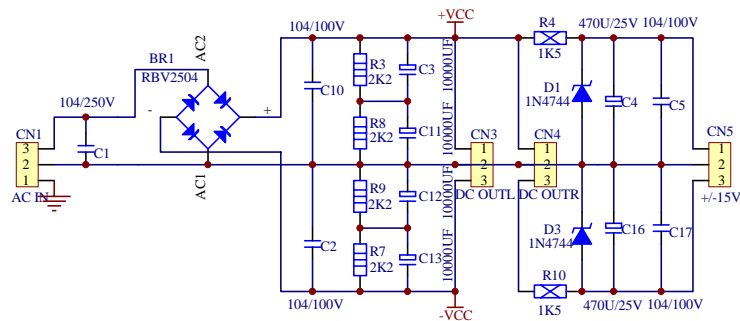 +VCC
104/100V
R4
470U/25V
104/100V
BR1
RBV2504
AC2
1K5
104/250V
R3
2K2
C3
10000UF
D1
1N4744
C10
C4
C5
-
+
CN1
3
2
1
AC IN
C1
R8
2K2
C11
10000UF
CN3
1
2
3
DC OUTL
CN4
1
2
3
DC OUTR
CN5
1
2
3
+/-15V
AC1
R9
2K2
C12
10000UF
C2
R7
2K2
C13
10000UF
D3
1N4744
C16
C17
R10
1K5
104/100V
-VCC
470U/25V
104/100V